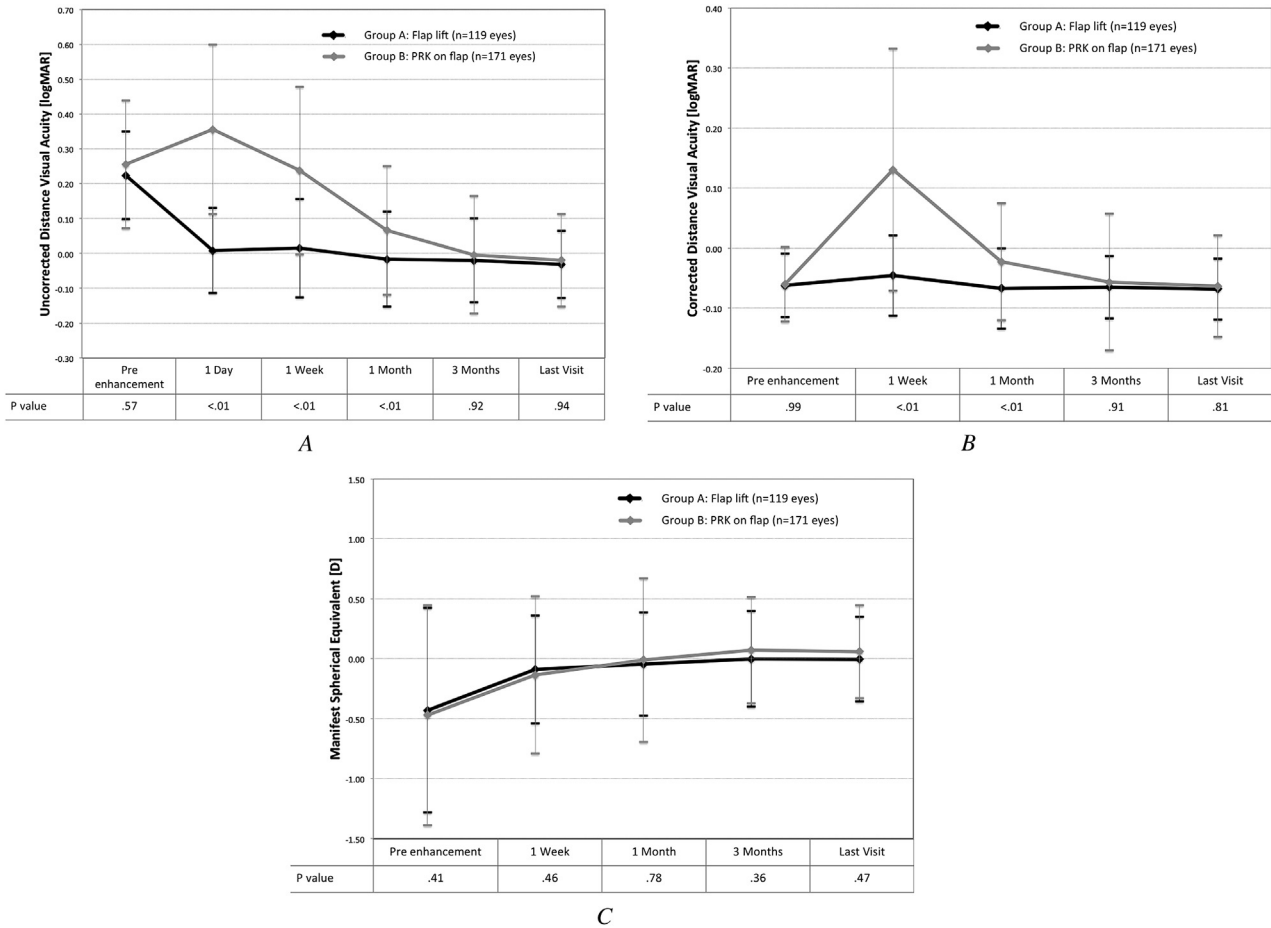 Uncorrected Distance Visual Acuity [logMAR]
0.70
0.60
0.50
0.40
0.30
0.20
0.10
0.00
-0.10
-0.20
-0.30
Group A: Flap lift (n=119 eyes)
Group B: PRK on flap (n=171 eyes)
Pre enhancement 1 Day 1 Week 1 Month 3 Months Last Visit
P value .57 <.01 <.01 <.01 .92 .94
A
Corrected Distance Visual Acuity [logMAR]
0.40
0.30
0.20
0.10
0.00
-0.10
-0.20
Group A: Flap lift (n=119 eyes)
Group B: PRK on flap (n=171 eyes)
Pre enhancement 1 Week 1 Month 3 Months Last Visit
P value .99 <.01 <.01 .91 .81
B
Manifest Spherical Equivalent [D]
1.50
1.00
0.50
0.00
-0.50
-1.00
-1.50
Group A: Flap lift (n=119 eyes)
Group B: PRK on flap (n=171 eyes)
Pre enhancement 1 Week 1 Month 3 Months Last Visit
P value .41 .46 .78 .36 .47
C